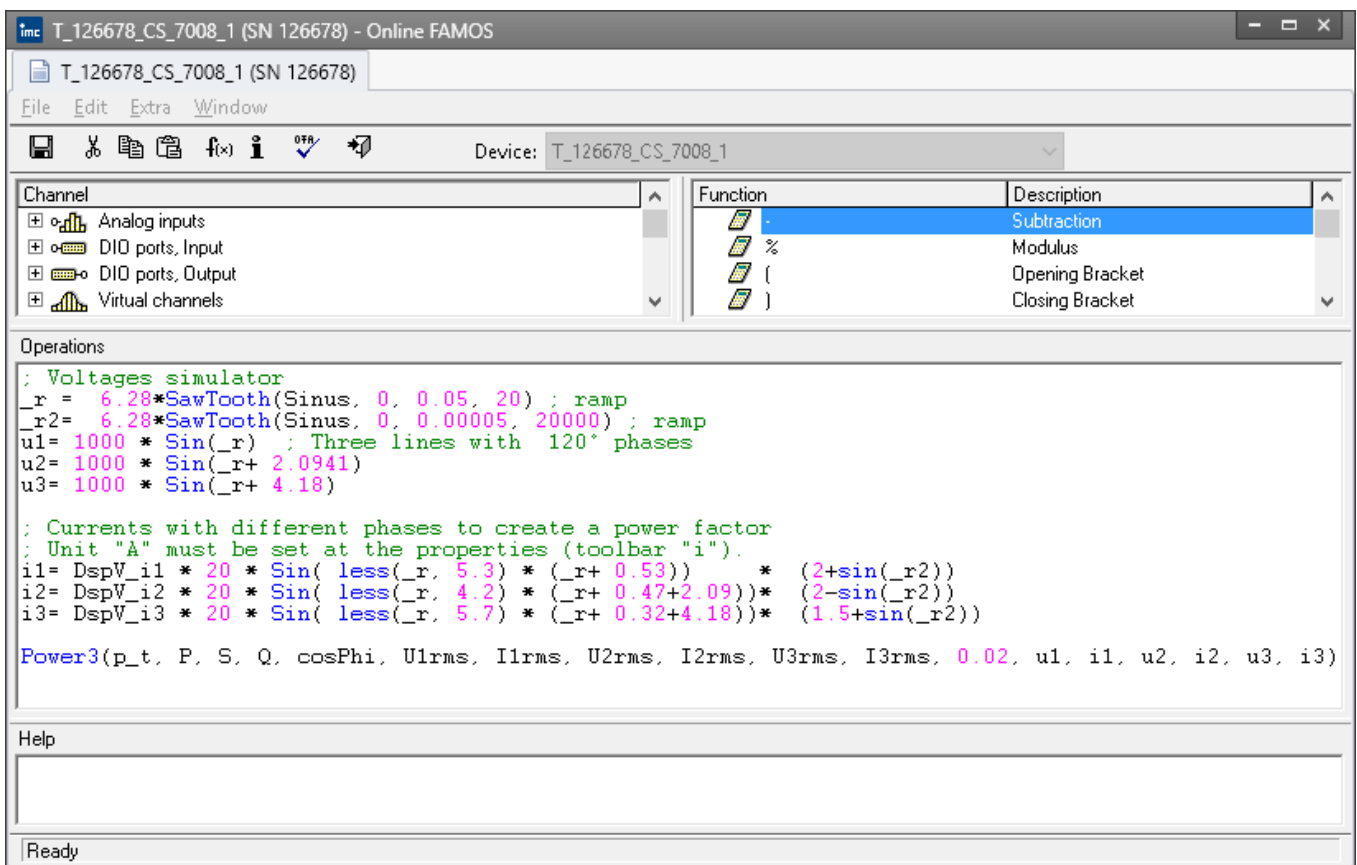 imc T_126678_CS_7008_1 (SN 126678) - Online FAMOS
T_126678_CS_7008_1 (SN 126678)
File Edit Extra Window
f(x) i OFA Device: T_126678_CS_7008_1
Channel
Analog inputs
DIO ports, Input
DIO ports, Output
Virtual channels
Function Description
- Subtraction
% Modulus
( Opening Bracket
) Closing Bracket
Operations
; Voltages simulator
_r =  6.28*SawTooth(Sinus, 0, 0.05, 20) ; ramp
_r2=  6.28*SawTooth(Sinus, 0, 0.00005, 20000) ; ramp
u1= 1000 * Sin(_r)  ; Three lines with  120° phases
u2= 1000 * Sin(_r+ 2.0941)
u3= 1000 * Sin(_r+ 4.18)
; Currents with different phases to create a power factor
; Unit "A" must be set at the properties (toolbar "i").
i1= DspV_i1 * 20 * Sin( less(_r, 5.3) * (_r+ 0.53))     *  (2+sin(_r2))
i2= DspV_i2 * 20 * Sin( less(_r, 4.2) * (_r+ 0.47+2.09))*  (2-sin(_r2))
i3= DspV_i3 * 20 * Sin( less(_r, 5.7) * (_r+ 0.32+4.18))*  (1.5+sin(_r2))
Power3(p_t, P, S, Q, cosPhi, U1rms, I1rms, U2rms, I2rms, U3rms, I3rms, 0.02, u1, i1, u2, i2, u3, i3)
Help
Ready